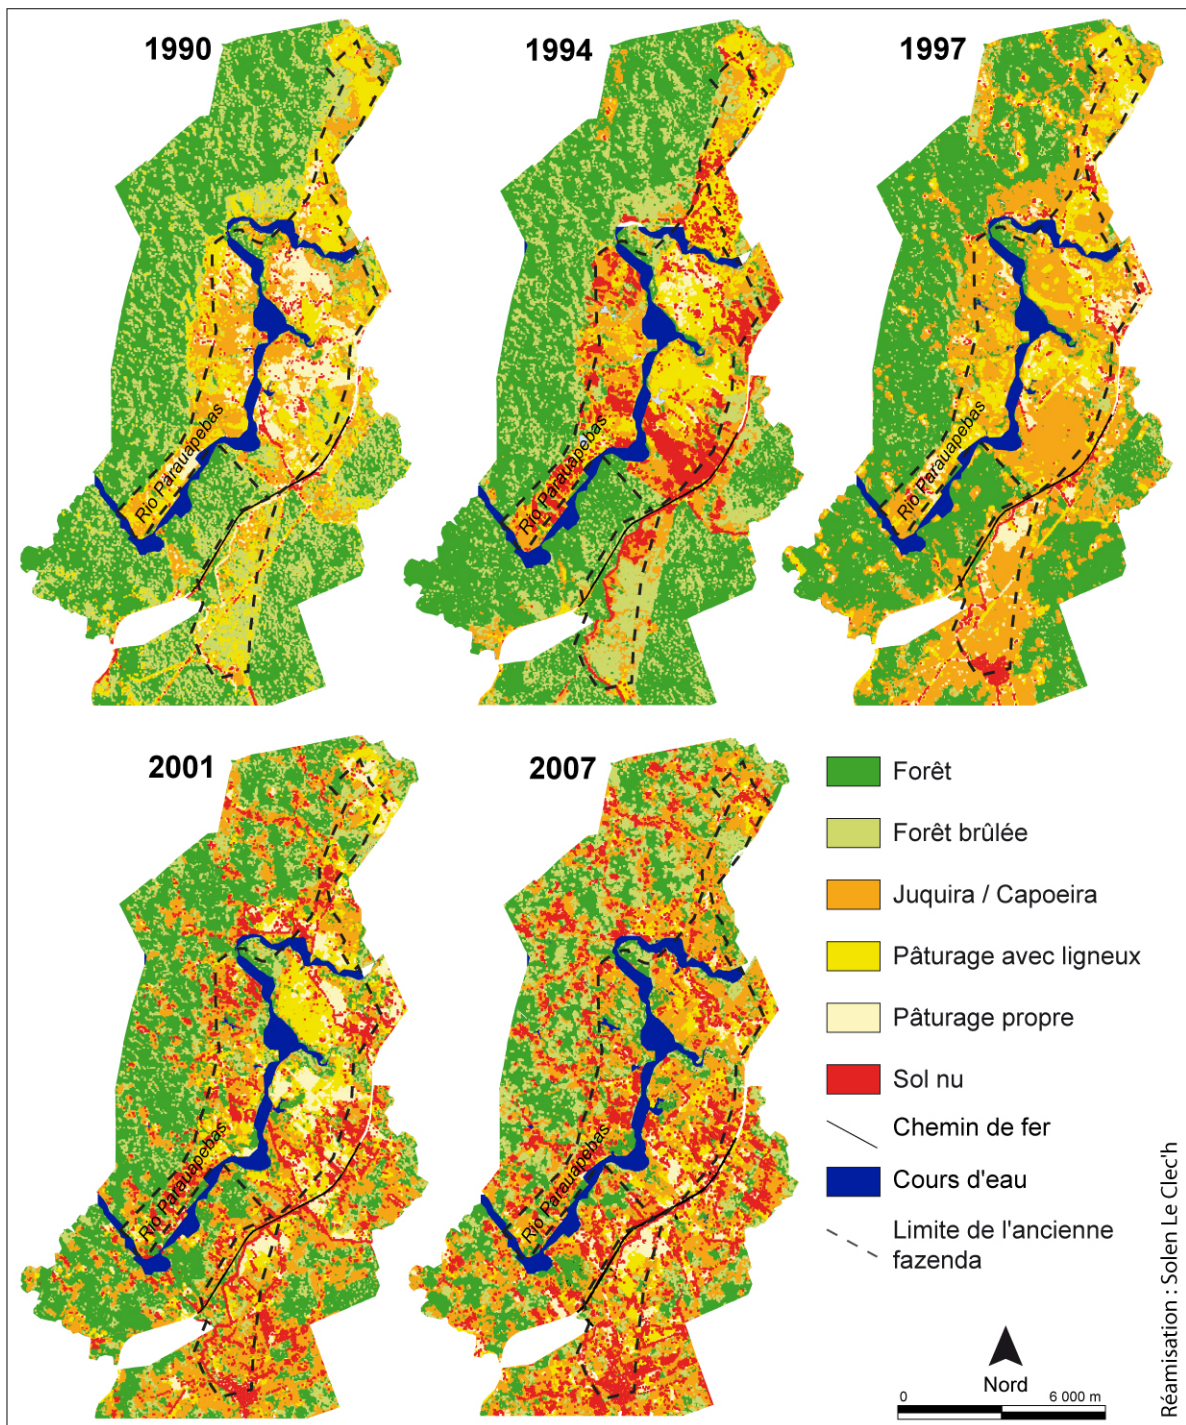 1990
1994
1997
Rio Parauapebas
Rio Parauapebas
Rio Parauapebas
2001
2007
Rio Parauapebas
Rio Parauapebas
Forêt
Forêt brûlée
Juquira / Capoeira
Pâturage avec ligneux
Pâturage propre
Sol nu
Chemin de fer
Cours d'eau
Limite de l'ancienne
fazenda
Nord
0 6 000 m
Réamisation : Solen Le Clec'h